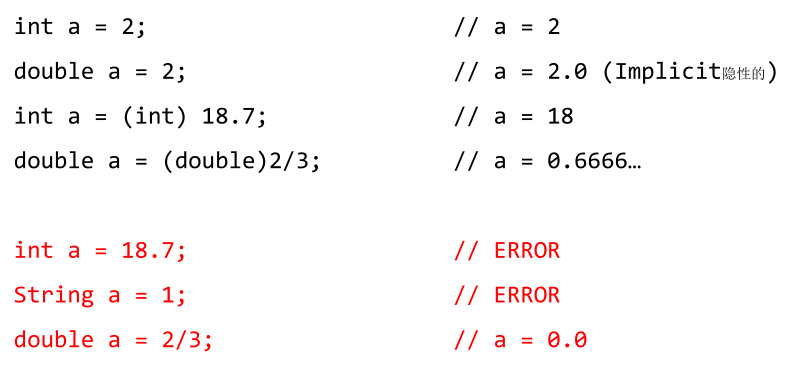 int a = 2; // a = 2
double a = 2; // a = 2.0 (Implicit隐性的)
int a = (int) 18.7; // a = 18
double a = (double)2/3; // a = 0.6666…
int a = 18.7; // ERROR
String a = 1; // ERROR
double a = 2/3; // a = 0.0